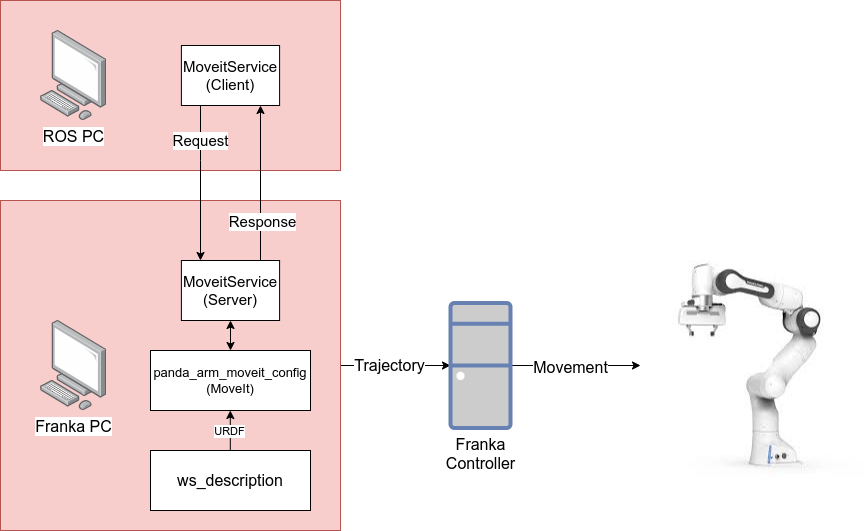 MoveitService
(Client)
ROS PC
Request
Response
MoveitService
(Server)
panda_arm_moveit_config
(MoveIt)
Trajectory
Movement
Franka PC
URDF
ws_description
Franka
Controller